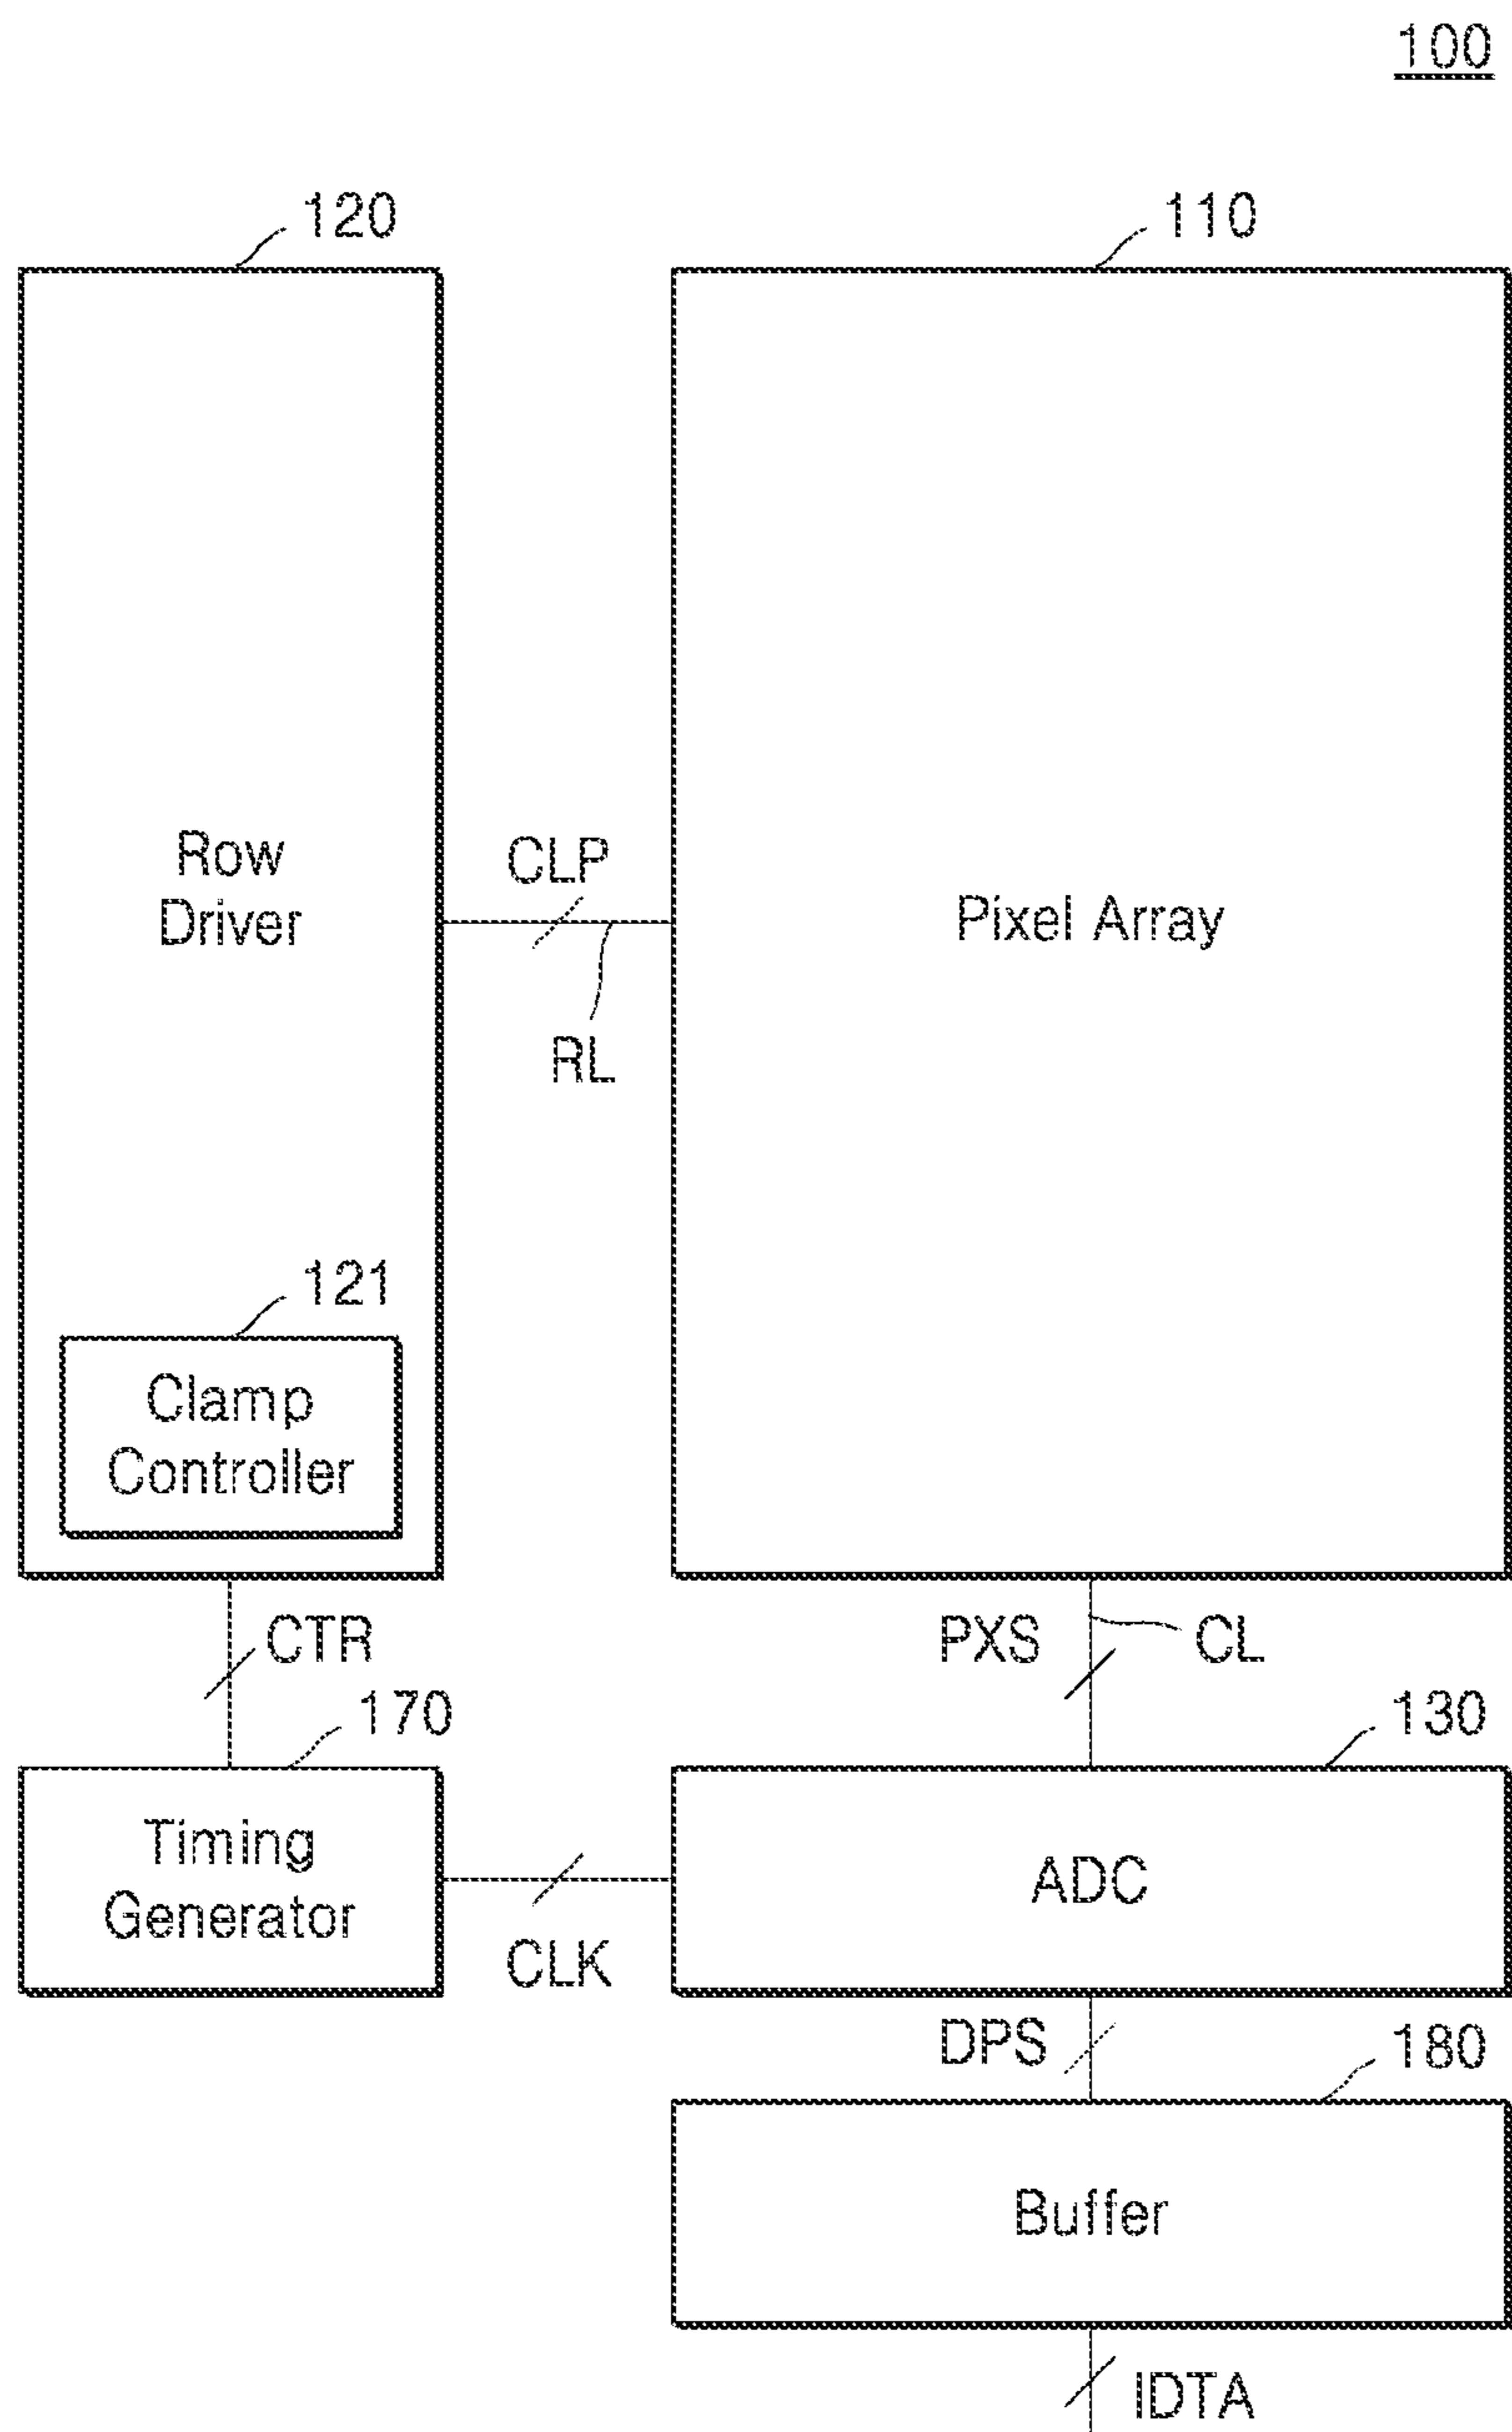 100
120
110
Row
Driver
CLP
RL
Pixel Array
121
Clamp
Controller
CTR
PXS
CL
170
130
Timing
Generator
CLK
ADC
DPS
180
Buffer
IDTA